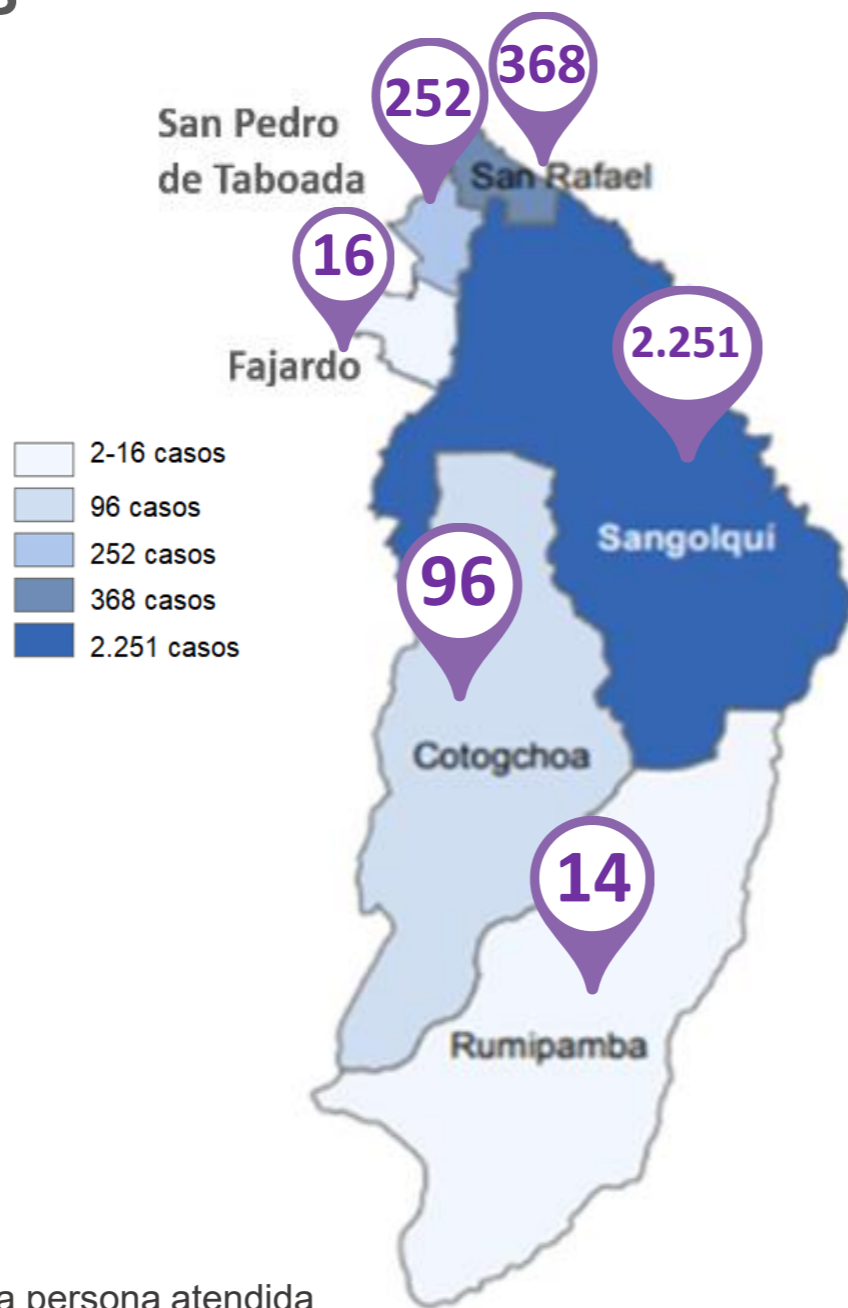 368
252
San Pedro
de Taboada
San Rafael
16
2.251
Fajardo
2-16 casos
96 casos
252 casos
368 casos
2.251 casos
Sangolquí
96
Cotogchoa
14
Rumipamba
a persona atendida